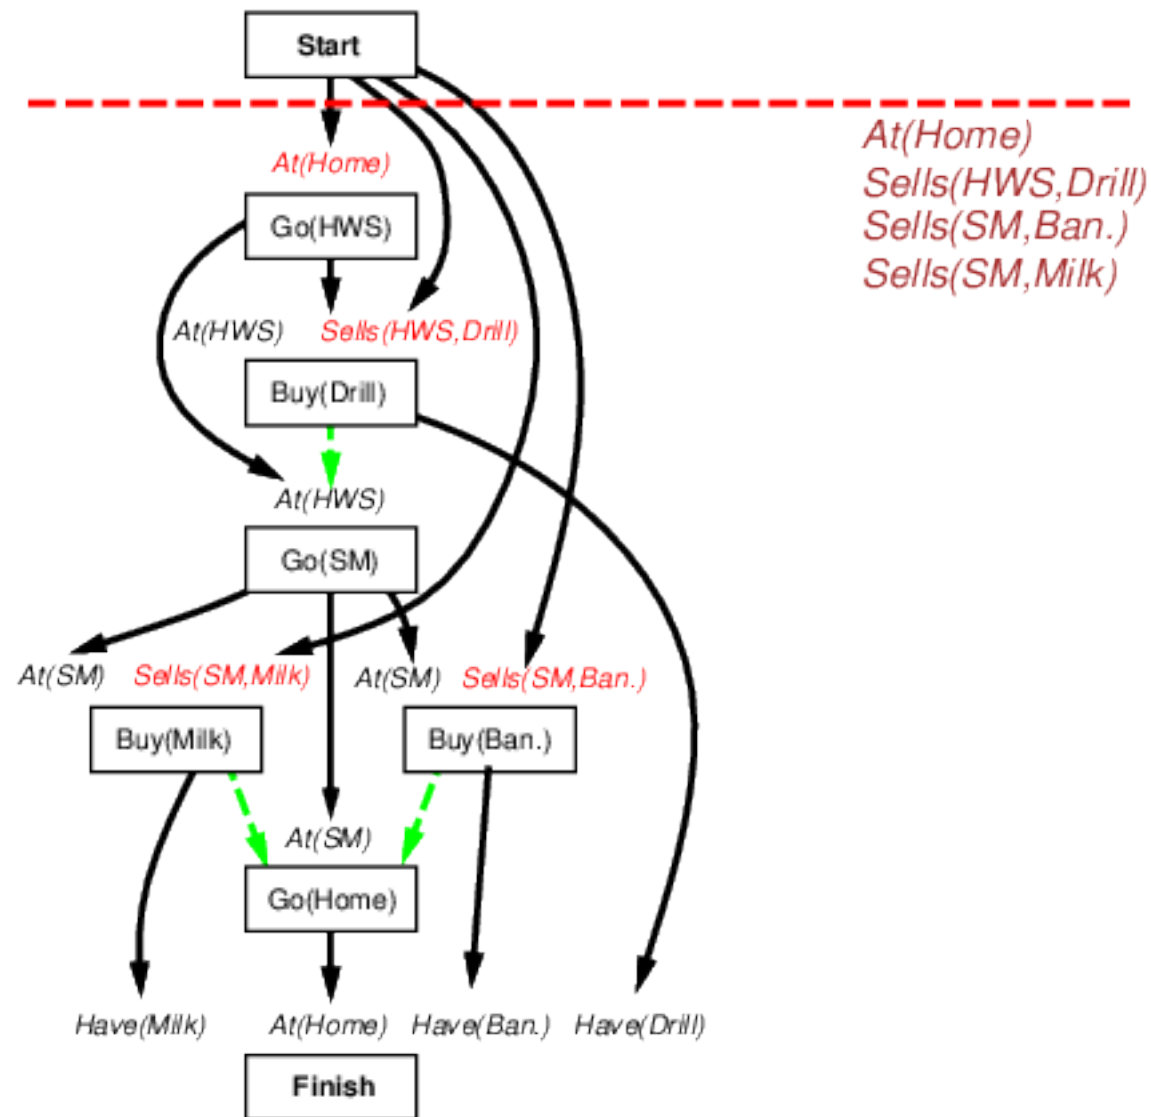 Start
At(Home)
Sells(HWS,Drill)
Sells(SM,Ban.)
Sells(SM,Milk)
At(Home)
Go(HWS)
At(HWS) Sells(HWS,Drill)
Buy(Drill)
At(HWS)
Go(SM)
At(SM) Sells(SM,Milk) At(SM) Sells(SM,Ban.)
Buy(Milk) Buy(Ban.)
At(SM)
Go(Home)
Have(Milk) At(Home) Have(Ban.) Have(Drill)
Finish